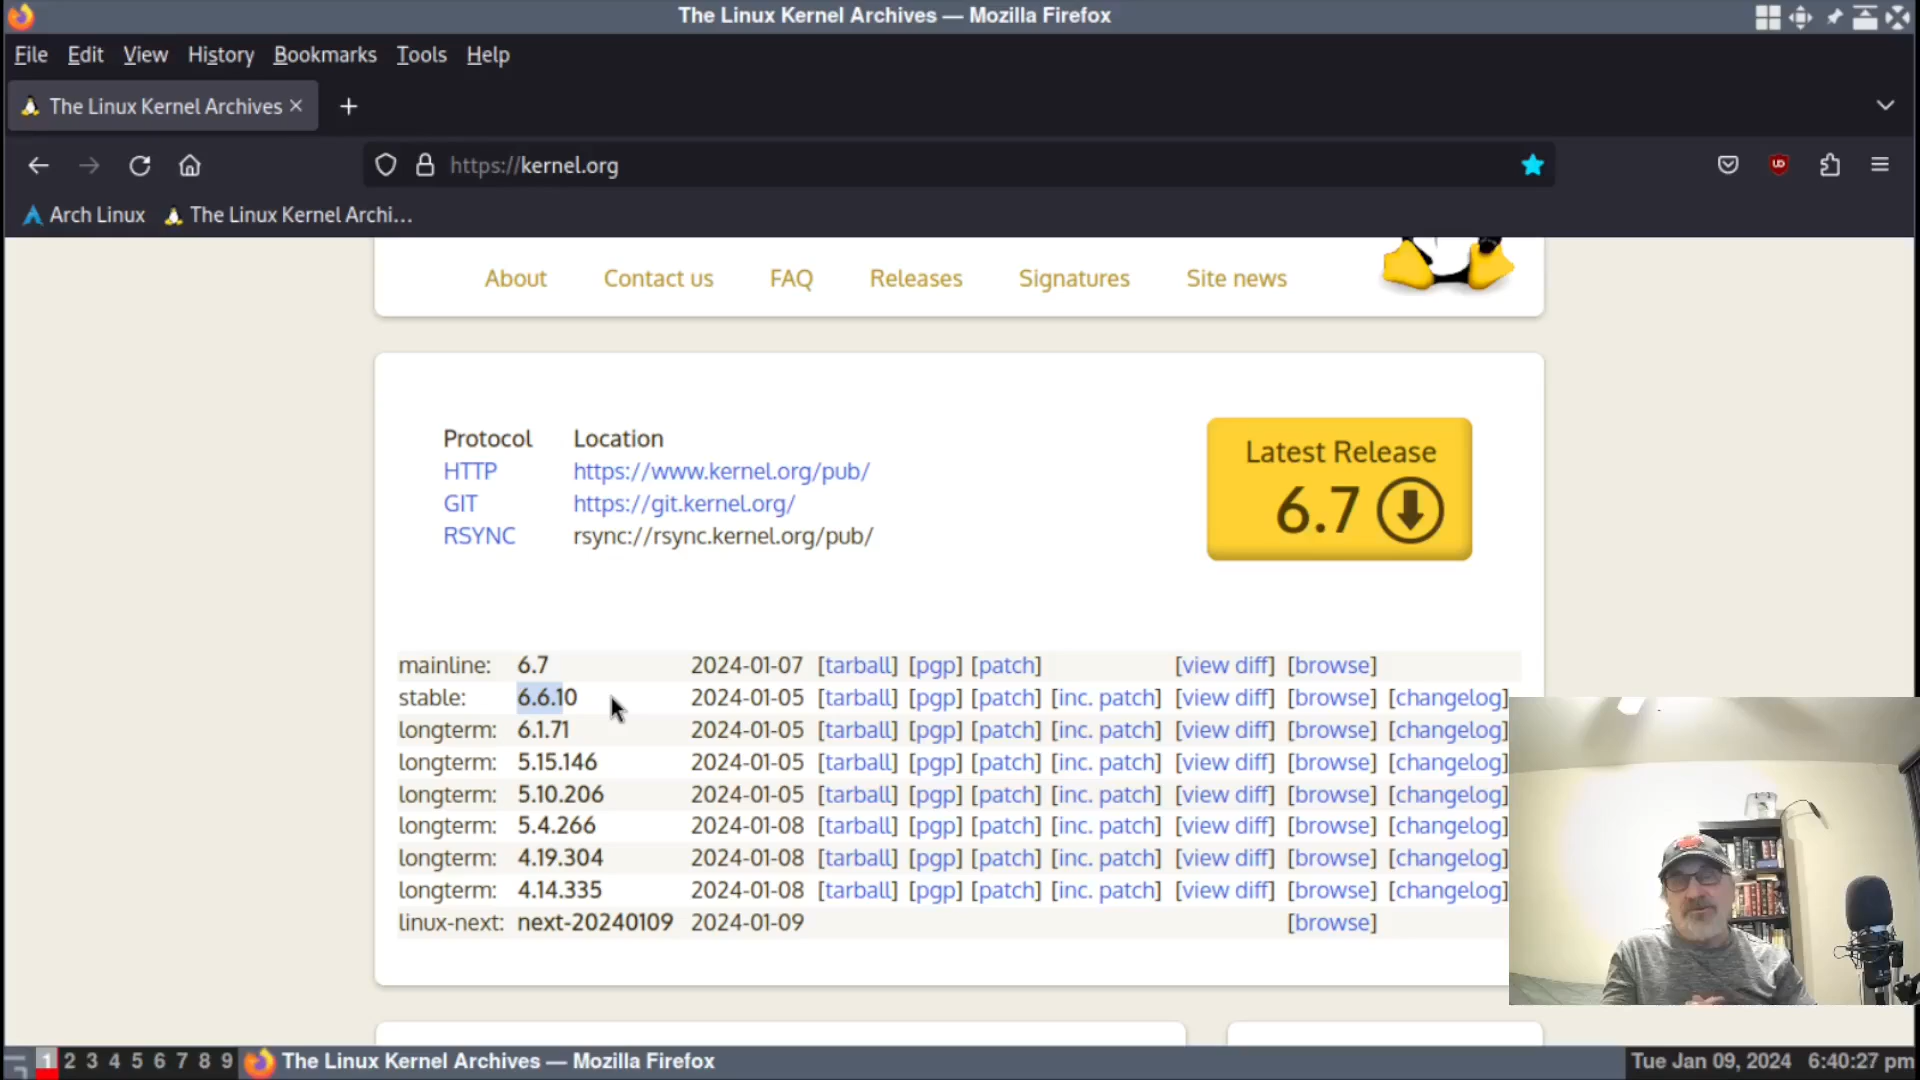 The Linux Kernel Archives — Mozilla Firefox
File Edit View History Bookmarks Tools Help
The Linux Kernel Archives
https://kernel.org
Arch Linux The Linux Kernel Archi...
About Contact us FAQ Releases Signatures Site news
Protocol Location
HTTP https://www.kernel.org/pub/
GIT https://git.kernel.org/
RSYNC rsync://rsync.kernel.org/pub/
Latest Release
6.7
mainline: 6.7 2024-01-07 [tarball] [pgp] [patch] [view diff] [browse]
stable: 6.6.10 2024-01-05 [tarball] [pgp] [patch] [inc. patch] [view diff] [browse] [changelog]
longterm: 6.1.71 2024-01-05 [tarball] [pgp] [patch] [inc. patch] [view diff] [browse] [changelog]
longterm: 5.15.146 2024-01-05 [tarball] [pgp] [patch] [inc. patch] [view diff] [browse] [changelog]
longterm: 5.10.206 2024-01-05 [tarball] [pgp] [patch] [inc. patch] [view diff] [browse] [changelog]
longterm: 5.4.266 2024-01-08 [tarball] [pgp] [patch] [inc. patch] [view diff] [browse] [changelog]
longterm: 4.19.304 2024-01-08 [tarball] [pgp] [patch] [inc. patch] [view diff] [browse] [changelog]
longterm: 4.14.335 2024-01-08 [tarball] [pgp] [patch] [inc. patch] [view diff] [browse] [changelog]
linux-next: next-20240109 2024-01-09 [browse]
1 2 3 4 5 6 7 8 9 The Linux Kernel Archives — Mozilla Firefox Tue Jan 09, 2024 6:40:27 pm